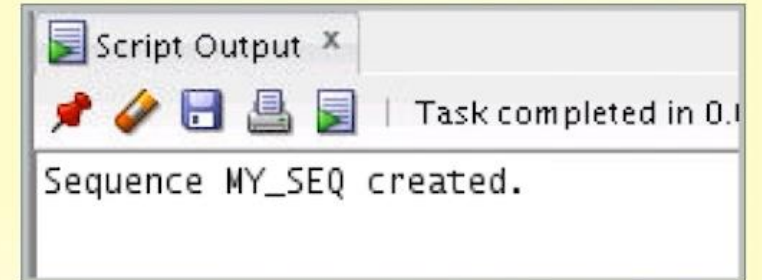 Script Output
Task completed in 0.
Sequence MY_SEQ created.